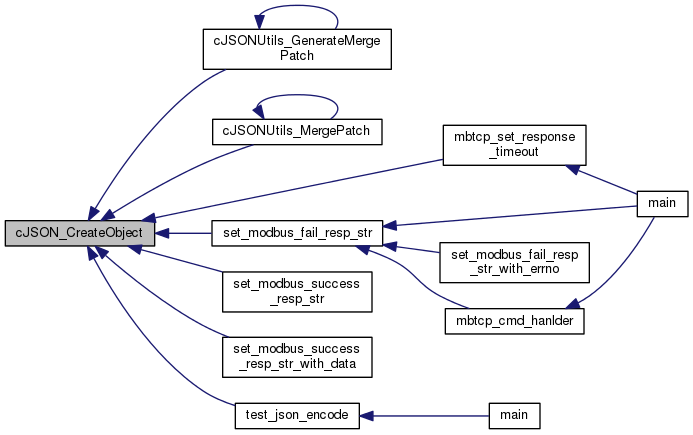 cJSONUtils_GenerateMerge
Patch
cJSONUtils_MergePatch
mbtcp_set_response
_timeout
main
cJSON_CreateObject
set_modbus_fail_resp_str
set_modbus_fail_resp
_str_with_errno
set_modbus_success
_resp_str
mbtcp_cmd_hanlder
set_modbus_success
_resp_str_with_data
test_json_encode
main